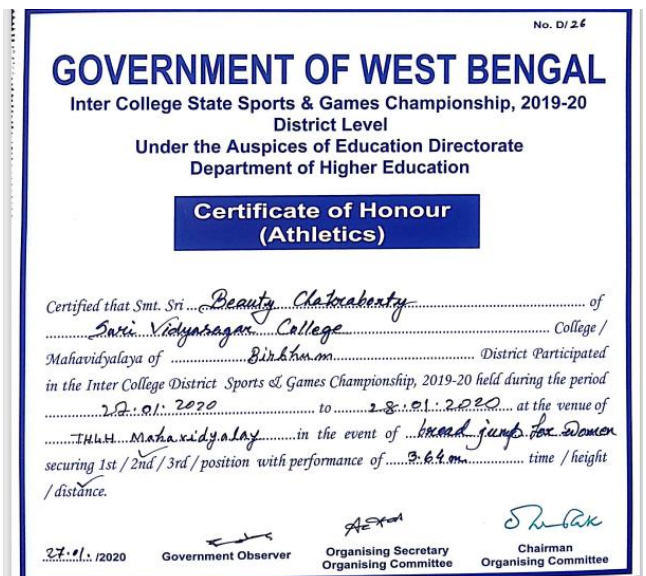 No. D/26
GOVERNMENT OF WEST BENGAL
Inter College State Sports & Games Championship, 2019-20
District Level
Under the Auspices of Education Directorate
Department of Higher Education
Certificate of Honour
(Athletics)
Certified that Smt. Sri Beauty Chakraborty of
Suri Vidyasagar College College /
Mahavidyalaya of Birbhum District Participated
in the Inter College District Sports & Games Championship, 2019-20 held during the period
to 28.01.2020 at the venue of
THLH Mahavidyalay in the event of broad jump for Women
securing 1st / 2nd / 3rd / position with performance of 3.64 m time / height
/ distance.
27.01. /2020
Government Observer
Organising Secretary
Organising Committee
Chairman
Organising Committee